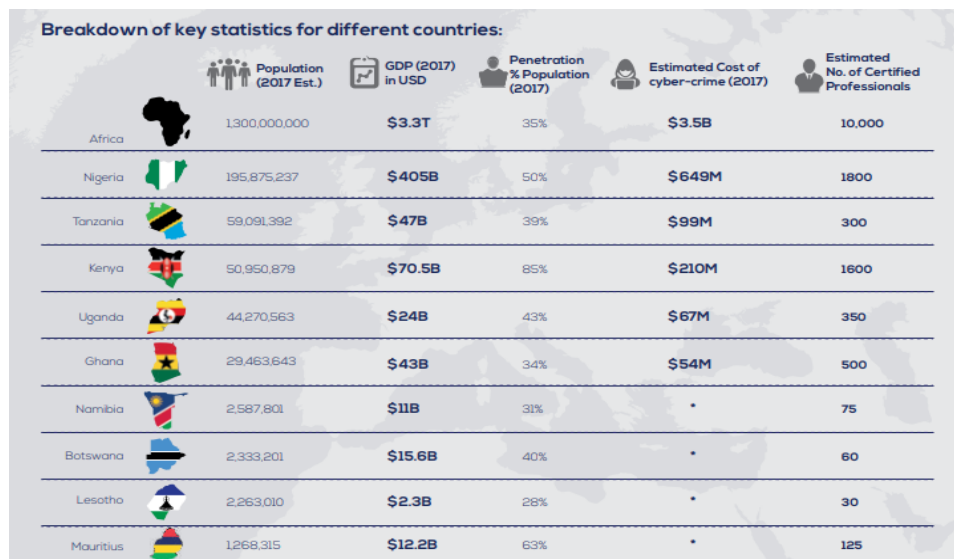 Breakdown of key statistics for different countries:
Population
(2017 Est.)
GDP (2017)
in USD
Penetration
% Population
(2017)
Estimated Cost of
cyber-crime (2017)
Estimated
No. of Certified
Professionals
Africa 1,300,000,000 $3.3T 35% $3.5B 10,000
Nigeria 195,875,237 $405B 50% $649M 1800
Tanzania 59,091,392 $47B 39% $99M 300
Kenya 50,950,879 $70.5B 85% $210M 1600
Uganda 44,270,563 $24B 43% $67M 350
Ghana 29,463,643 $43B 34% $54M 500
Namibia 2,587,801 $11B 31% * 75
Botswana 2,333,201 $15.6B 40% * 60
Lesotho 2,263,010 $2.3B 28% * 30
Mauritius 1,268,315 $12.2B 63% * 125